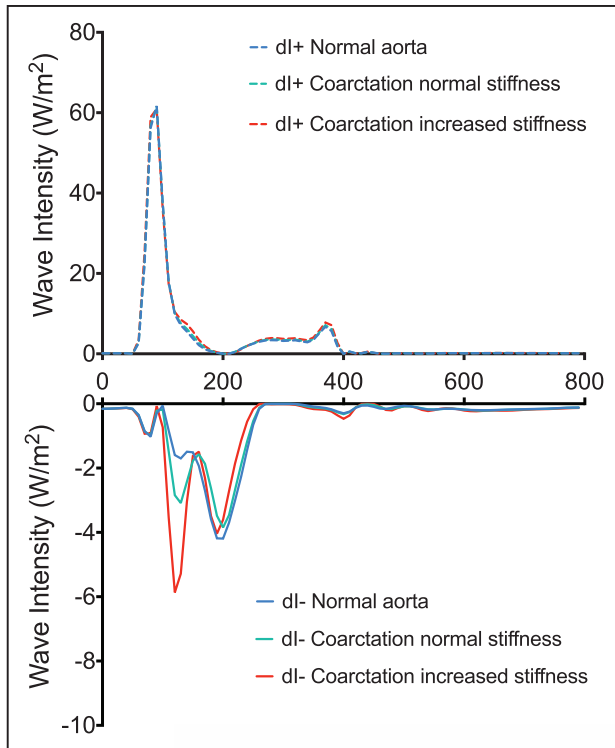 80
60
40
20
0
Wave Intensity (W/m²)
dI+ Normal aorta
dI+ Coarctation normal stiffness
dI+ Coarctation increased stiffness
0 200 400 600 800
0
-2
-4
-6
-8
-10
Wave Intensity (W/m²)
dI- Normal aorta
dI- Coarctation normal stiffness
dI- Coarctation increased stiffness